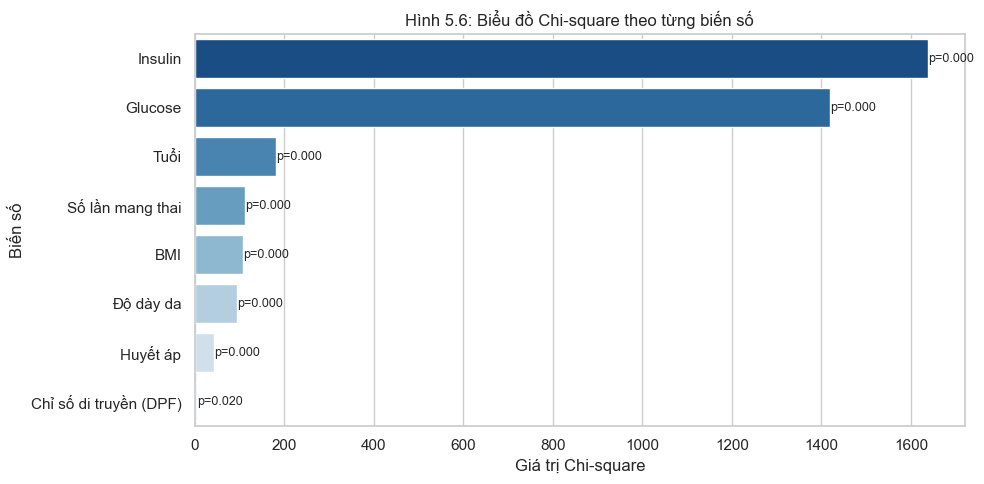 Hình 5.6: Biểu đồ Chi-square theo từng biến số
Biến số
Insulin p=0.000
Glucose p=0.000
Tuổi p=0.000
Số lần mang thai p=0.000
BMI p=0.000
Độ dày da p=0.000
Huyết áp p=0.000
Chỉ số di truyền (DPF) p=0.020
0 200 400 600 800 1000 1200 1400 1600
Giá trị Chi-square